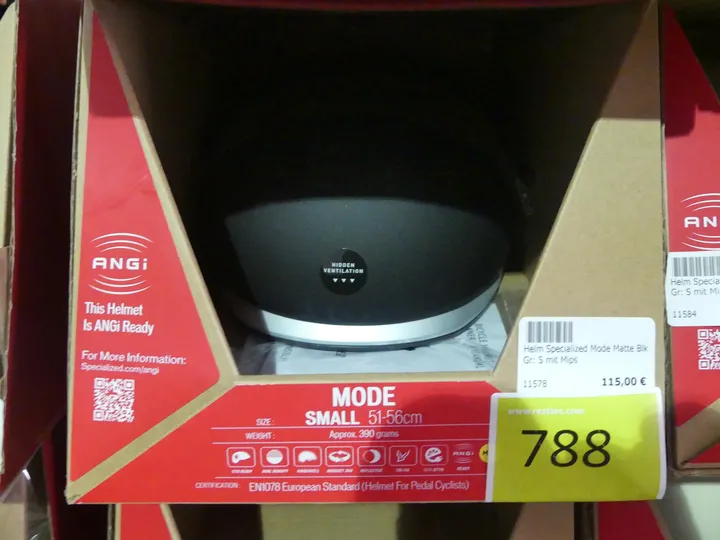 HIDDEN
VENTILATION
ANGi
This Helmet
Is ANGi Ready
For More Information:
Specialized.com/angi
MODE
SIZE: SMALL 51-56cm
WEIGHT: Approx. 390 grams
ANGi
READY
CERTIFICATION: EN1078 European Standard (Helmet For Pedal Cyclists)
Helm Specialized Mode Matte Blk
Gr: S mit Mips
11578 115,00 €
788
AN
Helm Specia
Gr: S mit Mi
11584